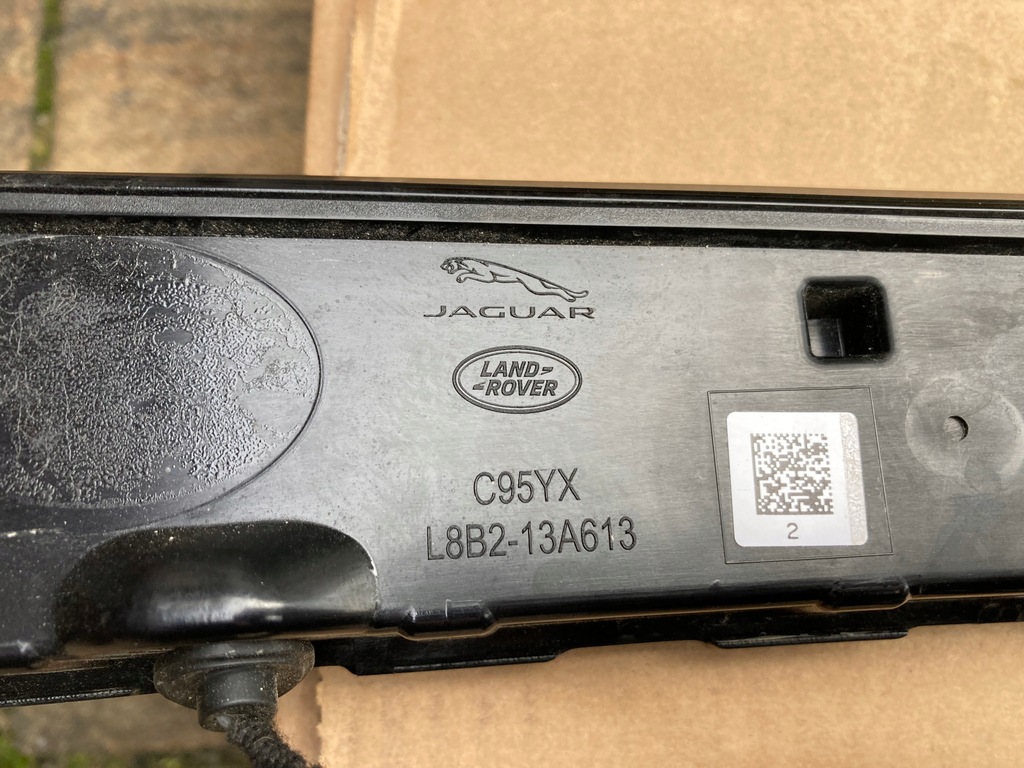 JAGUAR
LAND-
-ROVER
C95YX
L8B2-13A613
2